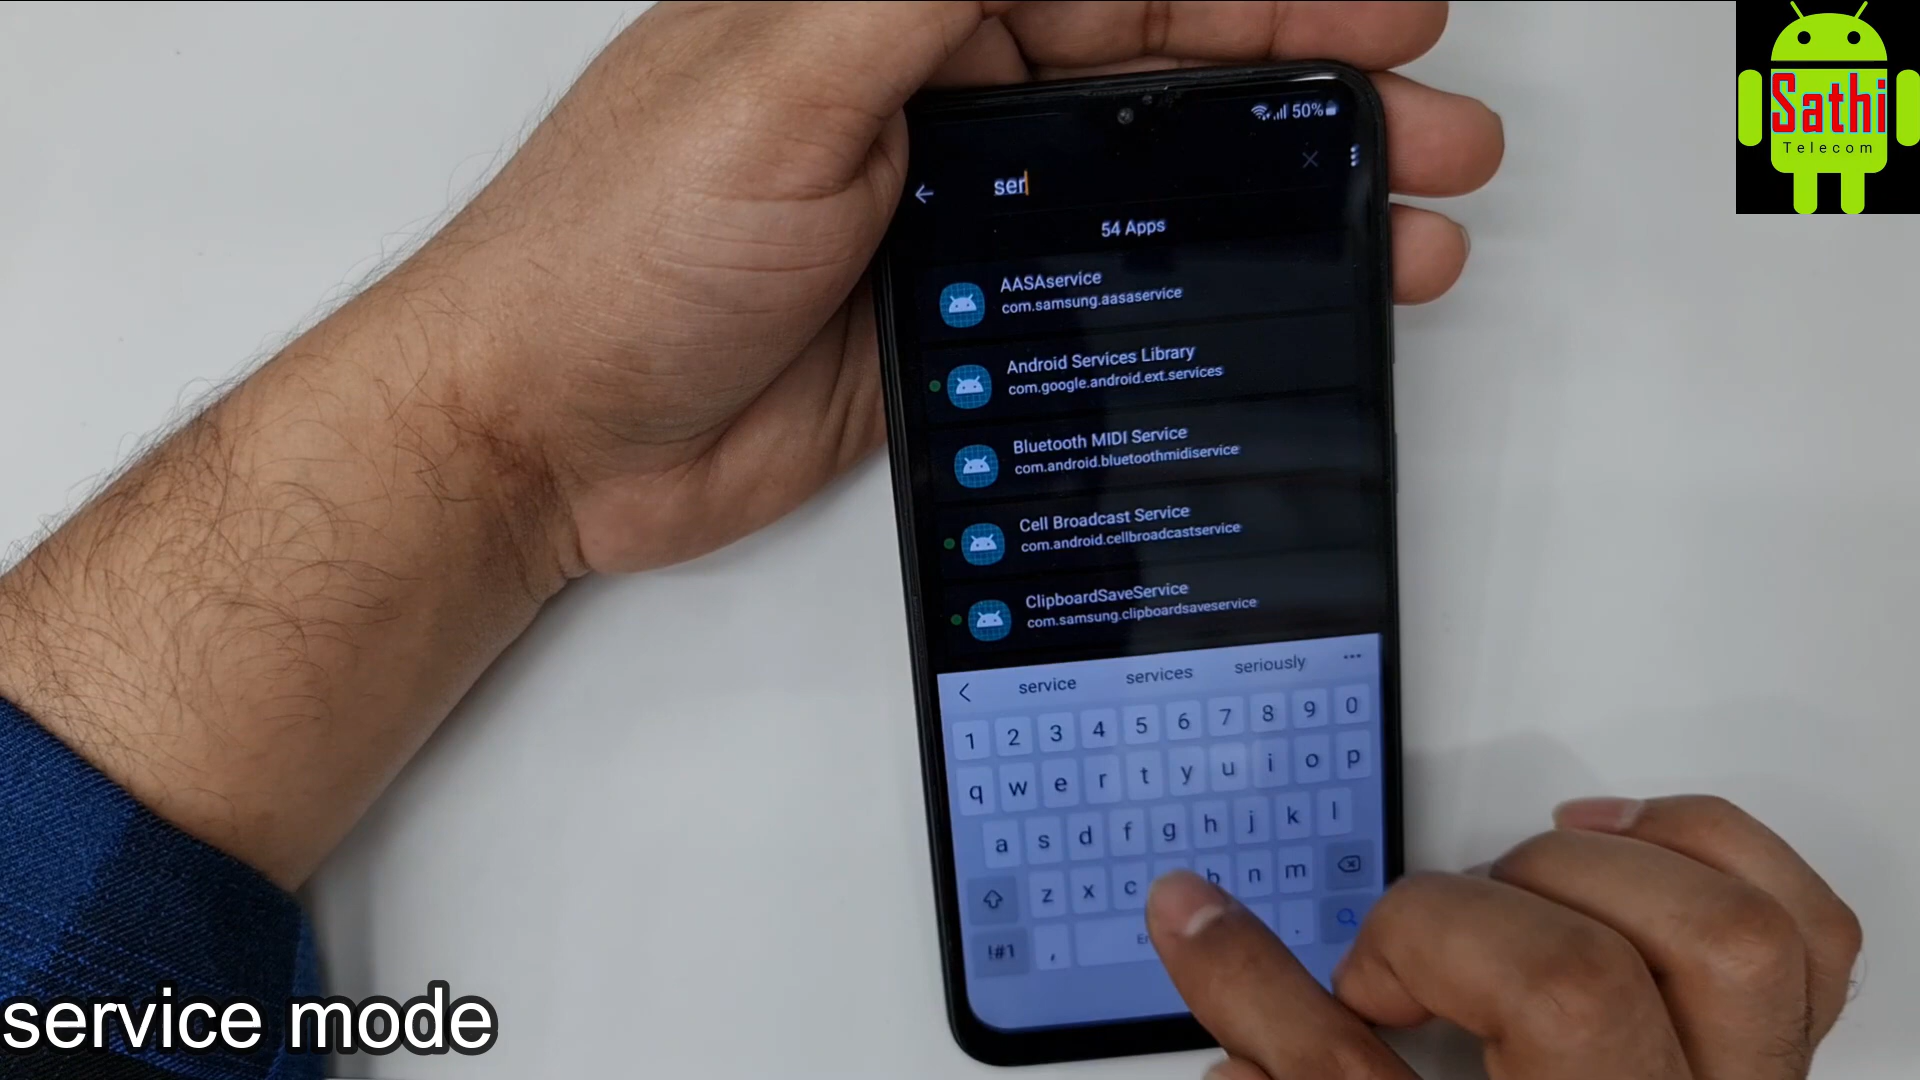 Sathi
Telecom
50%
ser
54 Apps
AASAservice
com.samsung.aasaservice
Android Services Library
com.google.android.ext.services
Bluetooth MIDI Service
com.android.bluetoothmidiservice
Cell Broadcast Service
com.android.cellbroadcastservice
ClipboardSaveService
com.samsung.clipboardsaveservice
service services seriously
1 2 3 4 5 6 7 8 9 0
q w e r t y u i o p
a s d f g h j k l
z x c b n m
!#1 , .
service mode